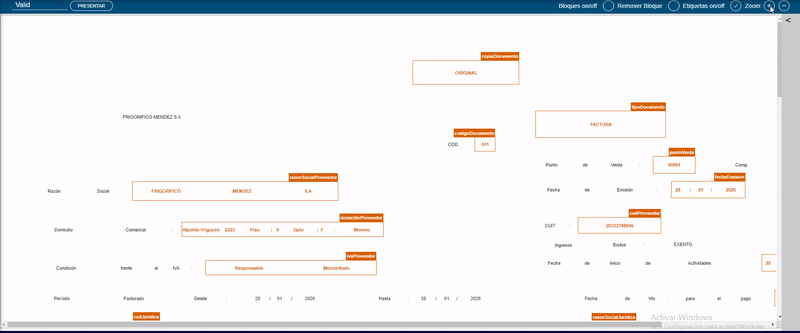 Valid PRESENTAR Bloques on/off Remover Bloque Etiquetas on/off Zoom: + −
<
copiaDocumento
ORIGINAL
tipoDocumento
FRIGORIFICO MENDEZ S.A FACTURA
codigoDocumento
COD : 011
puntoVenta
Punto de Venta : 00001 Comp .
razonSocialProveedor fechaEmision
Razón Social : FRIGORIFICO MENDEZ S.A Fecha de Emisión : 28 / 01 / 2020
domicilioProveedor cuitProveedor
Domicilio Comercial : Hipolito Yrigoyen 2223 Piso : 9 Dpto : F - Moreno CUIT : 20333798846
Ingresos Brutos : EXENTO
ivaProveedor
Condición frente al IVA : Responsable Monotributo Fecha de Inicio de Actividades : 20
Período Facturado Desde : 28 / 01 / 2020 Hasta : 28 / 01 / 2020 Fecha de Vto . para el pago :
cuitJuridica razonSocialJuridica
Activar Windows